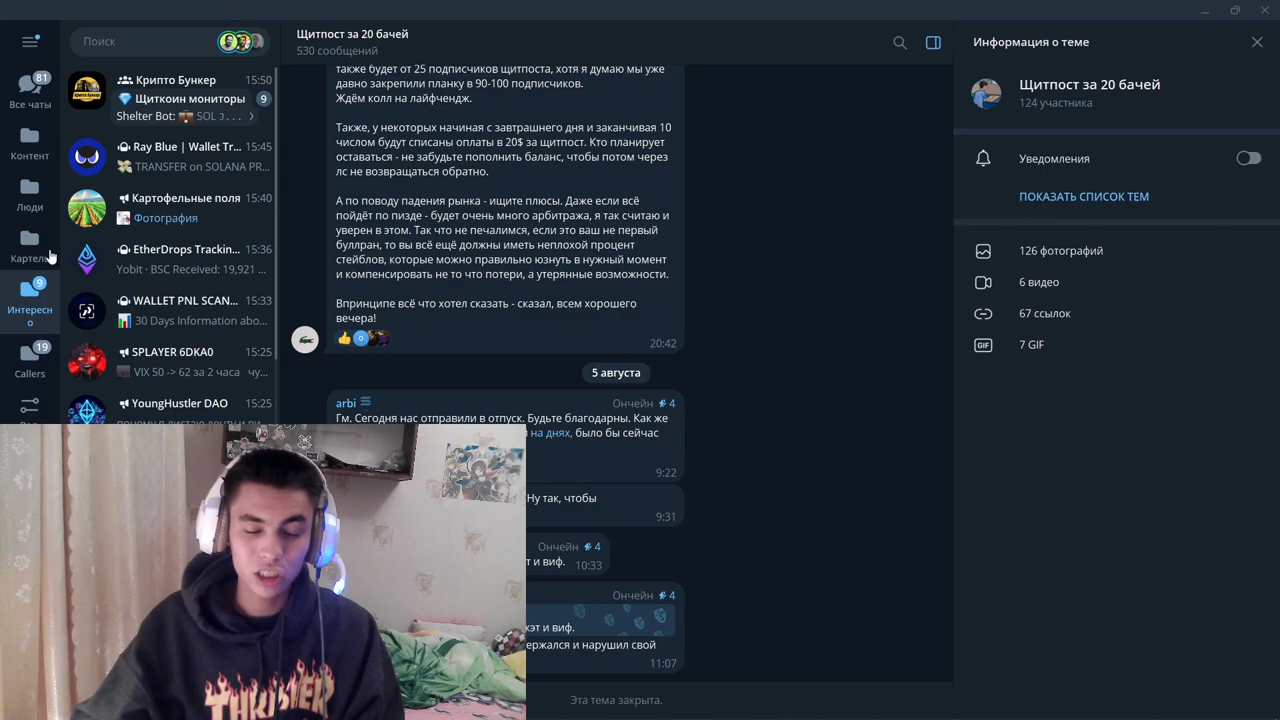 Поиск
81
Все чаты
Контент
Люди
Картель
9
Интересн
о
19
Callers
Крипто Бункер 15:50
💎 Щиткоин мониторы 9
Shelter Bot: 💼 SOL J... ›
Ray Blue | Wallet Tr... 15:45
💸 TRANSFER on SOLANA PR...
Картофельные поля 15:40
Фотография
EtherDrops Trackin... 15:36
Yobit · BSC Received: 19,921 ...
WALLET PNL SCAN... 15:33
📊 30 Days Information abo...
SPLAYER 6DKA0 15:25
VIX 50 -> 62 за 2 часа чу...
YoungHustler DAO 15:25
Щитпост за 20 бачей
530 сообщений
также будет от 25 подписчиков щитпоста, хотя я думаю мы уже
давно закрепили планку в 90-100 подписчиков.
Ждём колл на лайфчендж.
Также, у некоторых начиная с завтрашнего дня и заканчивая 10
числом будут списаны оплаты в 20$ за щитпост. Кто планирует
оставаться - не забудьте пополнить баланс, чтобы потом через
лс не возвращаться обратно.
А по поводу падения рынка - ищите плюсы. Даже если всё
пойдёт по пизде - будет очень много арбитража, я так считаю и
уверен в этом. Так что не печалимся, если это ваш не первый
буллран, то вы всё ещё должны иметь неплохой процент
стейблов, которые можно правильно юзнуть в нужный момент
и компенсировать не то что потери, а утерянные возможности.
Впринципе всё что хотел сказать - сказал, всем хорошего
вечера!
20:42
5 августа
arbi Ончейн ⚡4
Гм. Сегодня нас отправили в отпуск. Будьте благодарны. Как же
на днях, было бы сейчас
9:22
Ну так, чтобы
9:31
Ончейн ⚡4
т и виф. 10:33
Ончейн ⚡4
кэт и виф.
ержался и нарушил свой
11:07
Эта тема закрыта.
Информация о теме
Щитпост за 20 бачей
124 участника
Уведомления
ПОКАЗАТЬ СПИСОК ТЕМ
126 фотографий
6 видео
67 ссылок
GIF 7 GIF
THRASHER